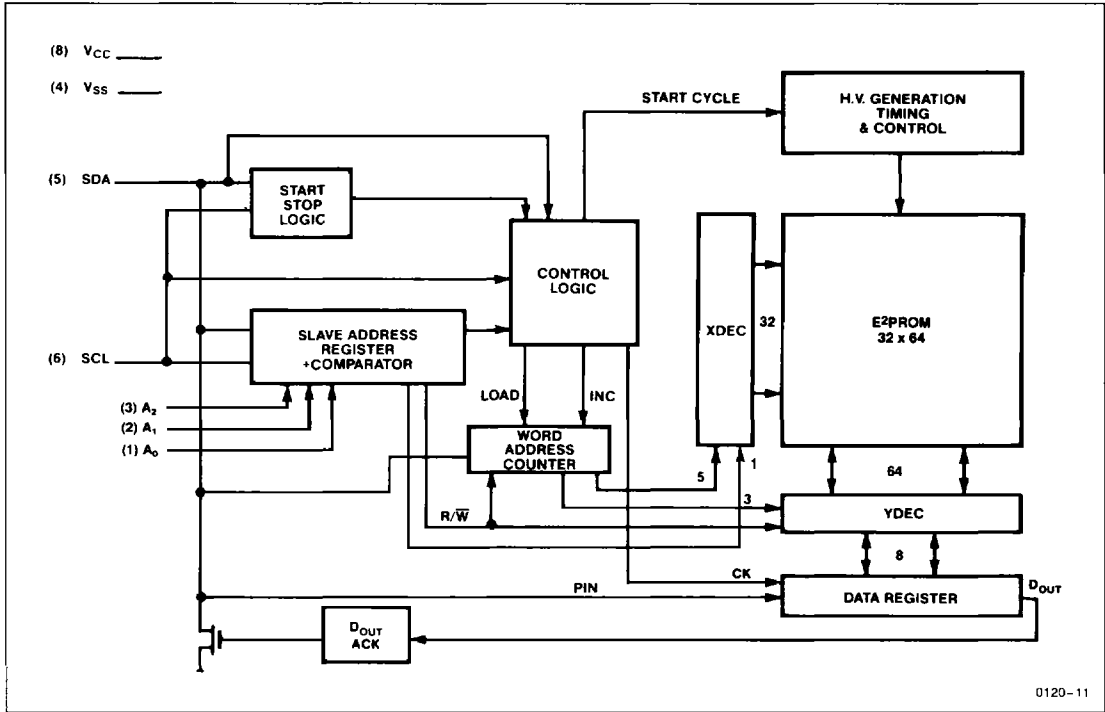 (8) VCC
(4) VSS
START CYCLE
H.V. GENERATION
TIMING
& CONTROL
(5) SDA
START
STOP
LOGIC
CONTROL
LOGIC
XDEC
32
E²PROM
32 x 64
SLAVE ADDRESS
REGISTER
+COMPARATOR
(6) SCL
LOAD
INC
(3) A₂
(2) A₁
(1) A₀
WORD
ADDRESS
COUNTER
5
1
64
3
R/W̅
YDEC
8
CK
PIN
DATA REGISTER
DOUT
DOUT
ACK
0120-11